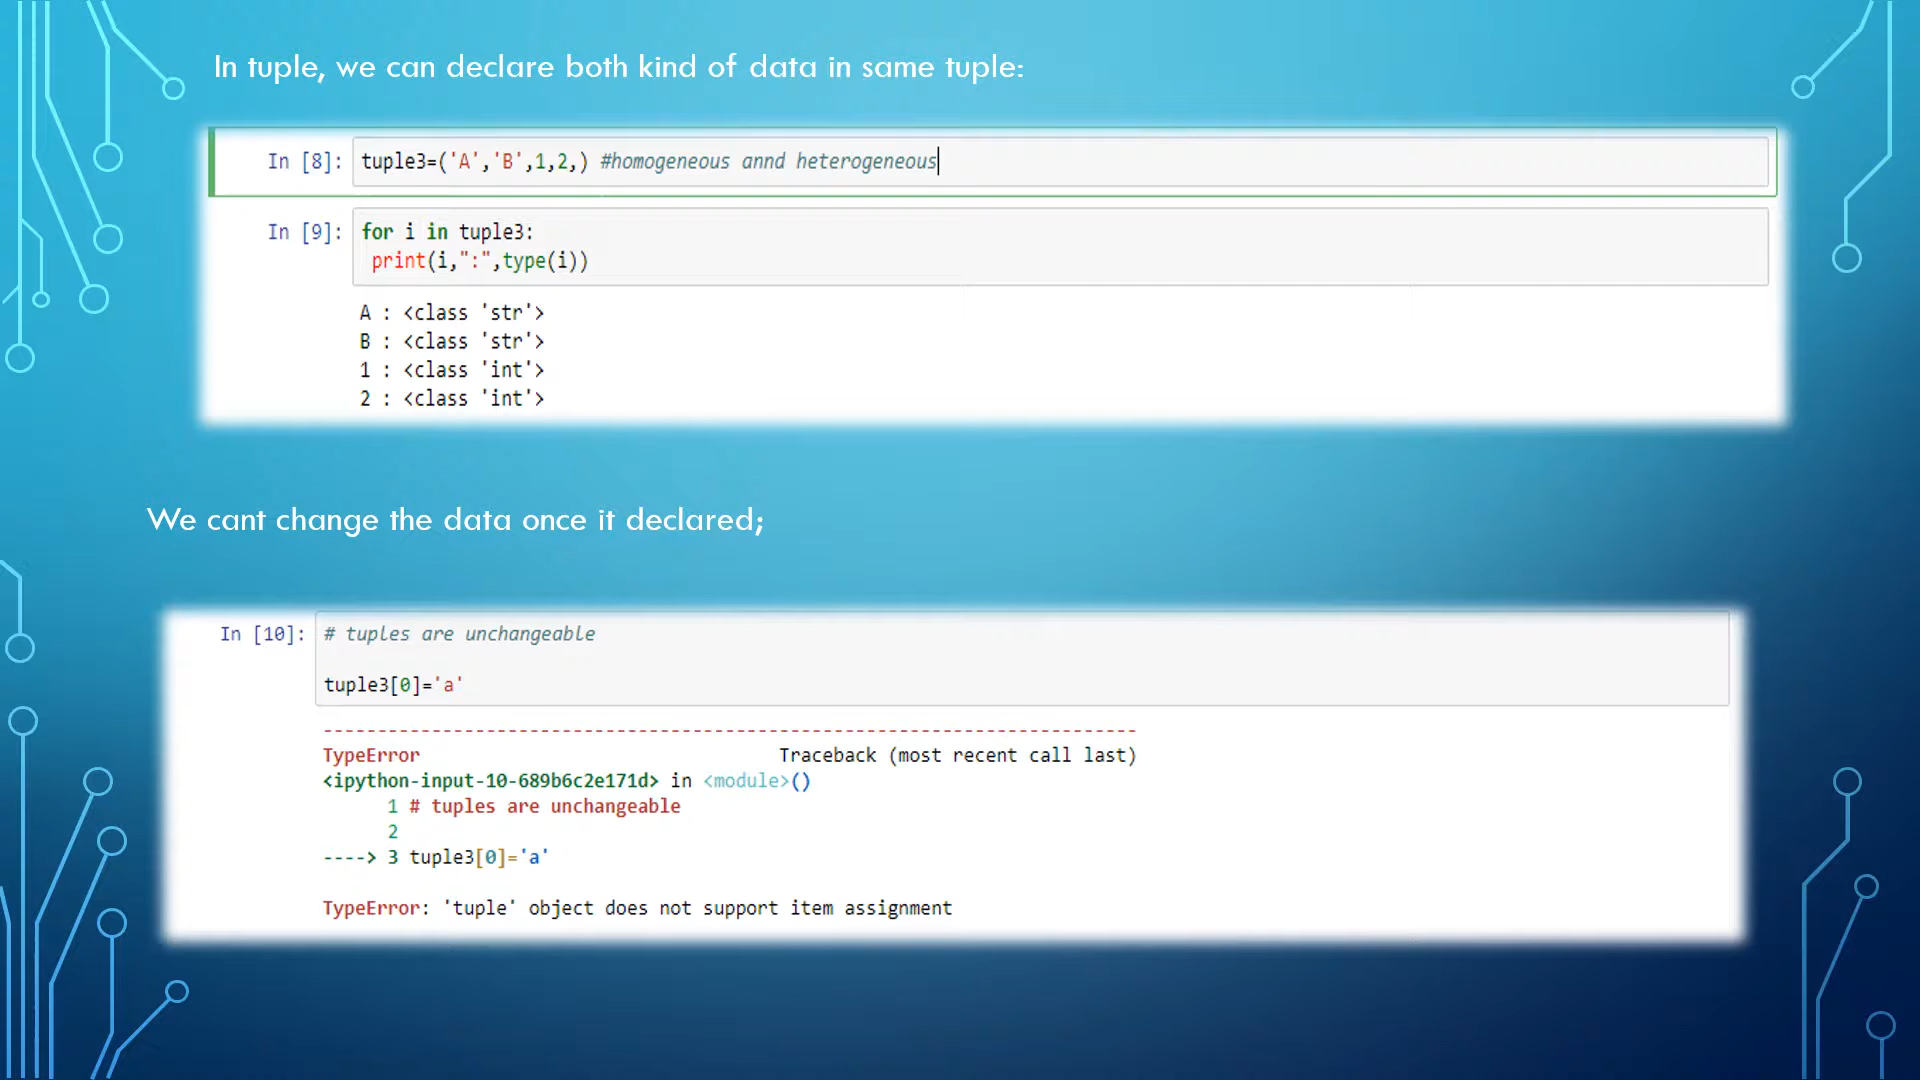 In tuple, we can declare both kind of data in same tuple:
In [8]: tuple3=('A','B',1,2,) #homogeneous annd heterogeneous
In [9]: for i in tuple3:
print(i,":",type(i))
A : <class 'str'>
B : <class 'str'>
1 : <class 'int'>
2 : <class 'int'>
We cant change the data once it declared;
In [10]: # tuples are unchangeable
tuple3[0]='a'
---------------------------------------------------------------------------
TypeError Traceback (most recent call last)
<ipython-input-10-689b6c2e171d> in <module>()
1 # tuples are unchangeable
2
----> 3 tuple3[0]='a'
TypeError: 'tuple' object does not support item assignment